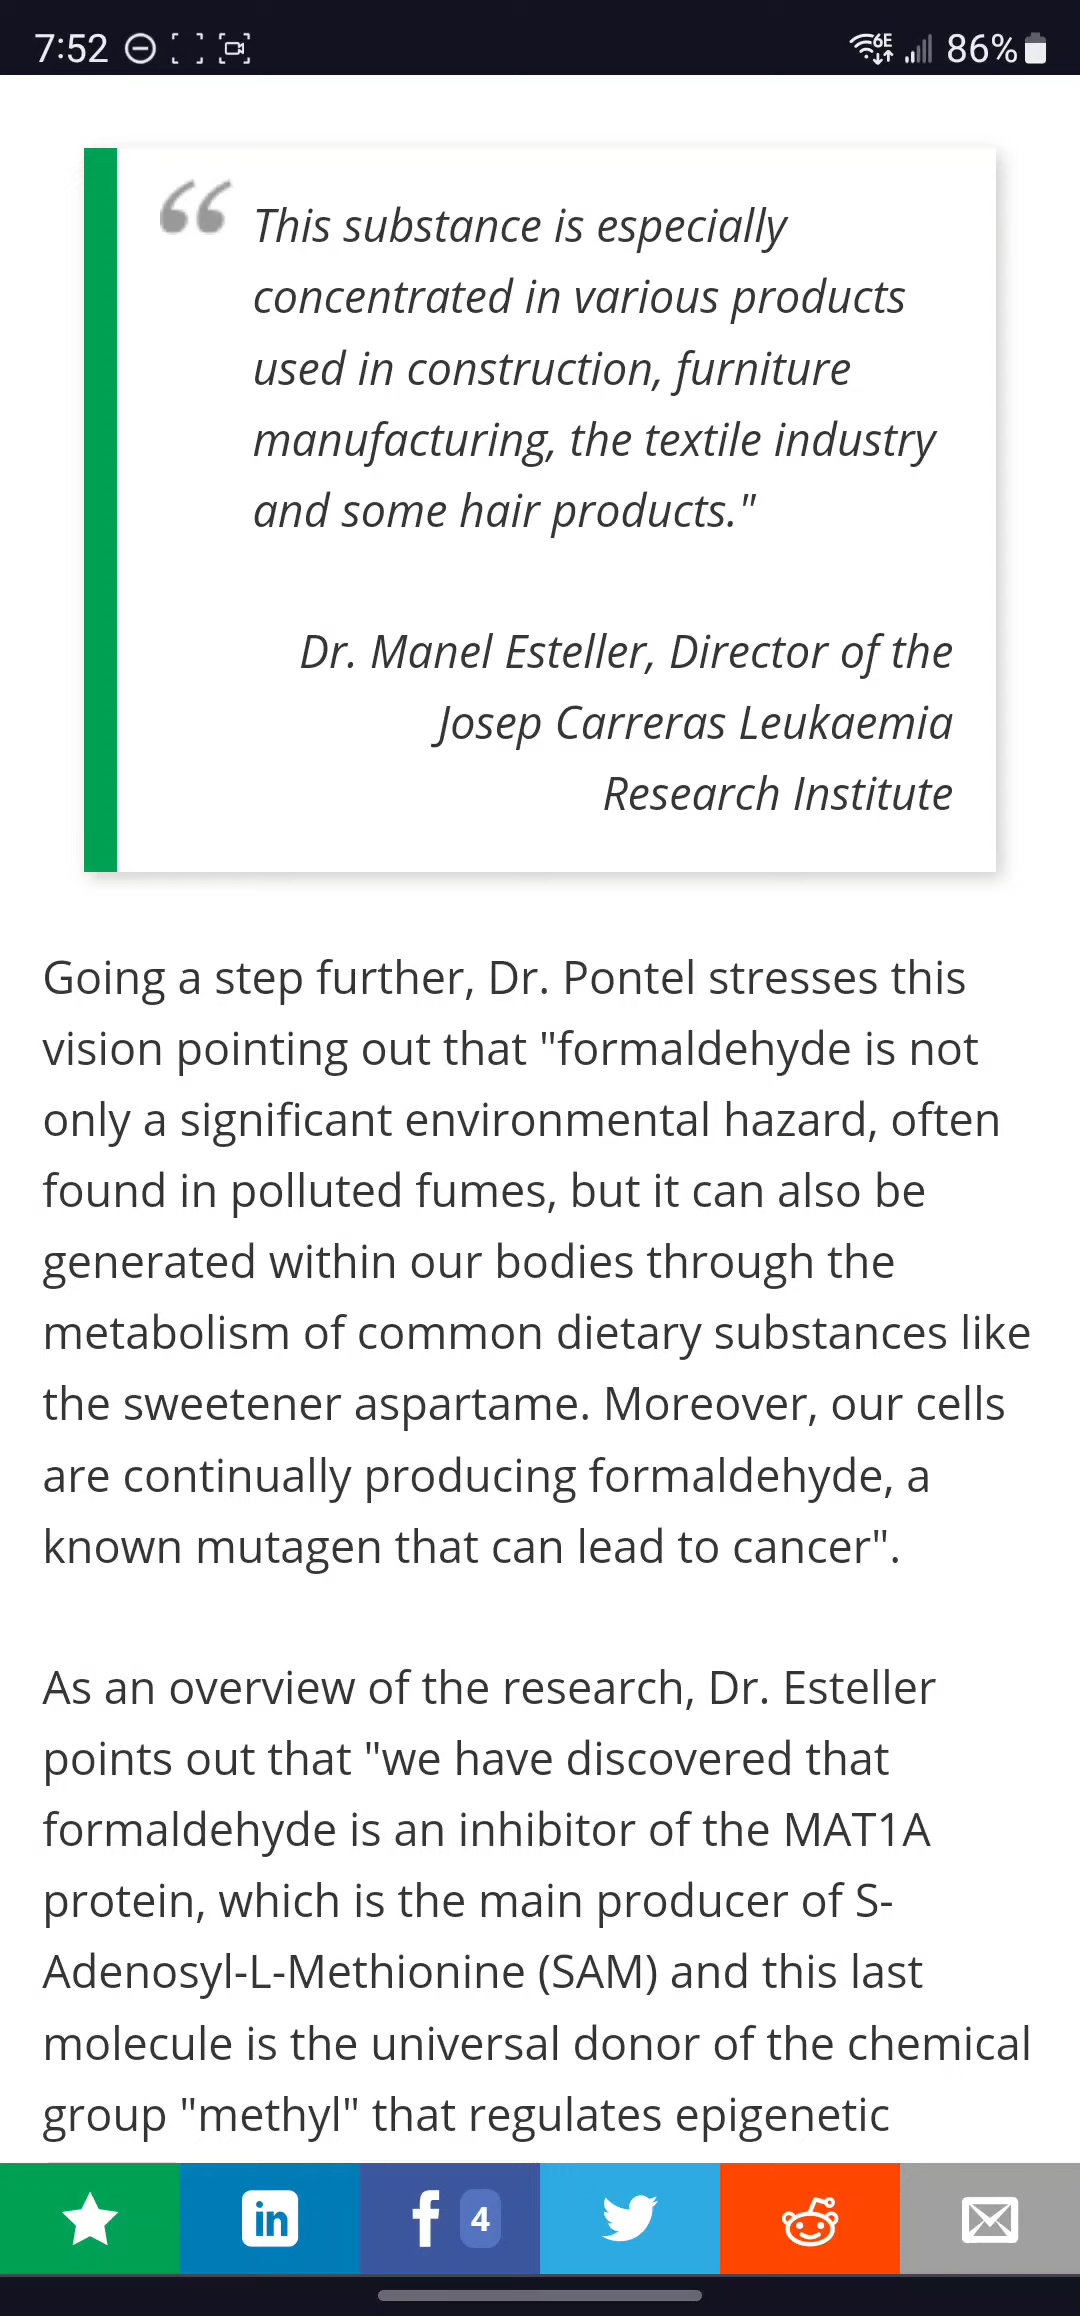 7:52
6E
86%
“ This substance is especially
concentrated in various products
used in construction, furniture
manufacturing, the textile industry
and some hair products."
Dr. Manel Esteller, Director of the
Josep Carreras Leukaemia
Research Institute
Going a step further, Dr. Pontel stresses this
vision pointing out that "formaldehyde is not
only a significant environmental hazard, often
found in polluted fumes, but it can also be
generated within our bodies through the
metabolism of common dietary substances like
the sweetener aspartame. Moreover, our cells
are continually producing formaldehyde, a
known mutagen that can lead to cancer".
As an overview of the research, Dr. Esteller
points out that "we have discovered that
formaldehyde is an inhibitor of the MAT1A
protein, which is the main producer of S-
Adenosyl-L-Methionine (SAM) and this last
molecule is the universal donor of the chemical
group "methyl" that regulates epigenetic
in
f 4